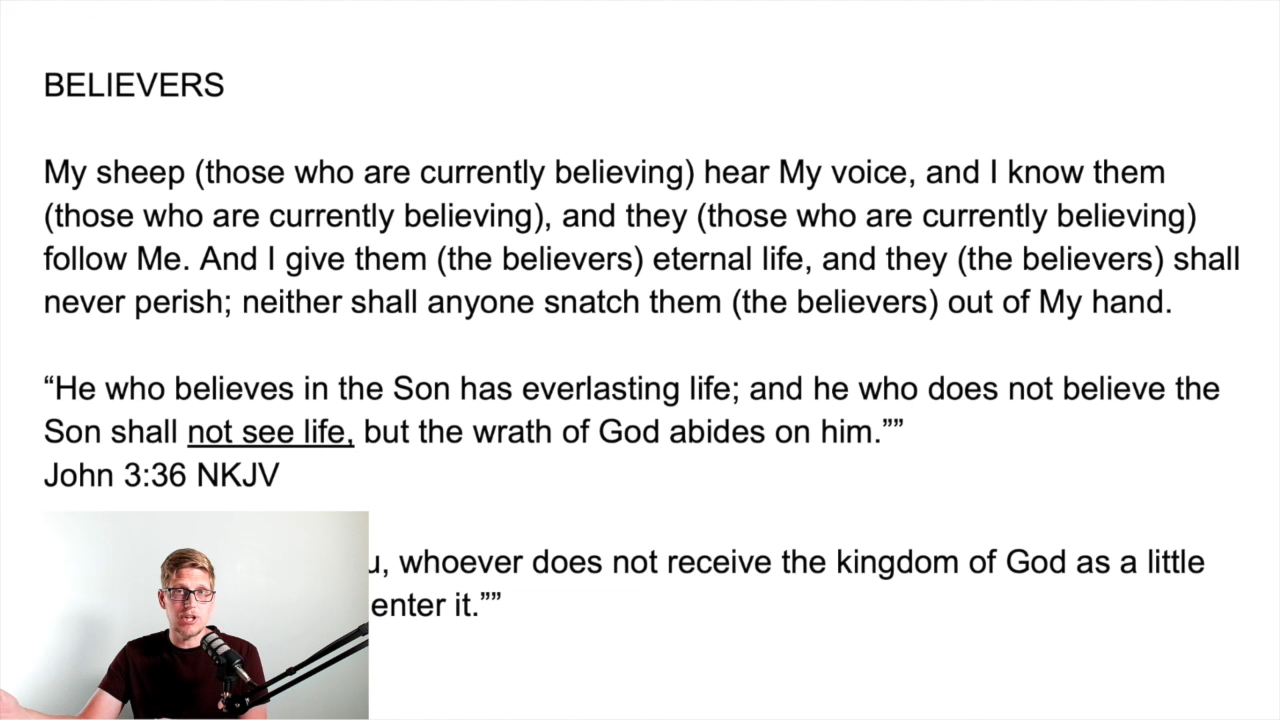 BELIEVERS
My sheep (those who are currently believing) hear My voice, and I know them
(those who are currently believing), and they (those who are currently believing)
follow Me. And I give them (the believers) eternal life, and they (the believers) shall
never perish; neither shall anyone snatch them (the believers) out of My hand.
“He who believes in the Son has everlasting life; and he who does not believe the
Son shall not see life, but the wrath of God abides on him.””
John 3:36 NKJV
whoever does not receive the kingdom of God as a little
enter it.””